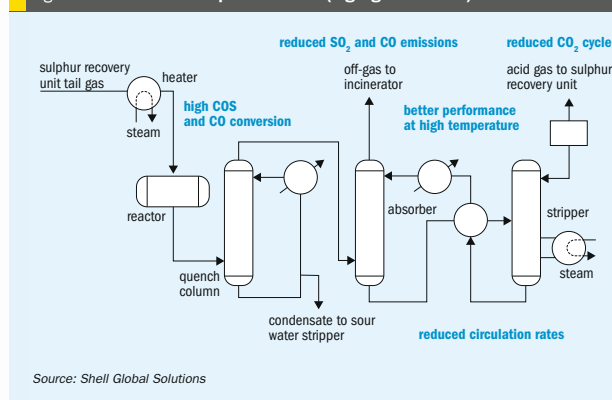 reduced SO2 and CO emissions
reduced CO2 cycle
sulphur recovery
unit tail gas
heater
off-gas to
incinerator
acid gas to sulphur
recovery unit
high COS
and CO conversion
better performance
at high temperature
steam
reactor
absorber
stripper
quench
column
steam
condensate to sour
water stripper
reduced circulation rates
Source: Shell Global Solutions